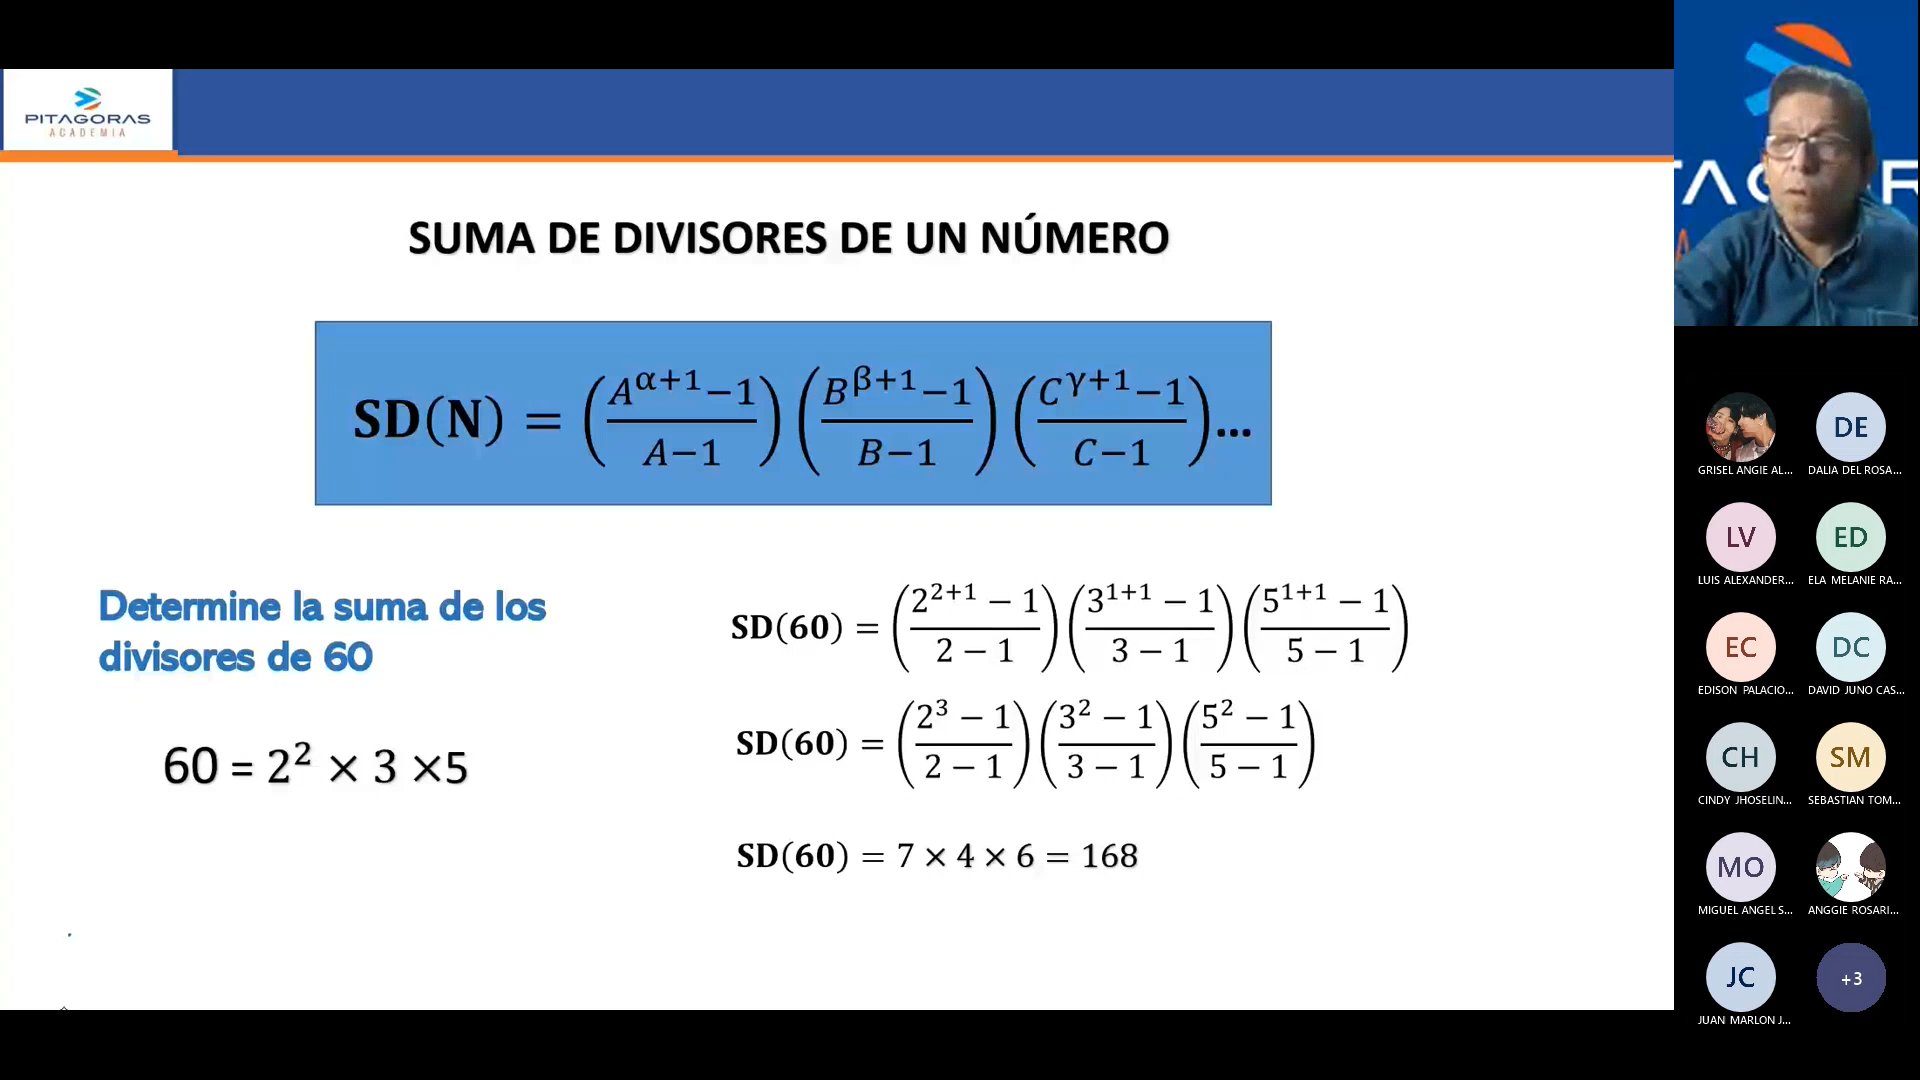 PITAGORAS
ACADEMIA
SUMA DE DIVISORES DE UN NÚMERO
SD(N) = (A^{α+1}−1 / A−1) (B^{β+1}−1 / B−1) (C^{γ+1}−1 / C−1)...
Determine la suma de los
divisores de 60
60 = 2² × 3 ×5
SD(60) = (2^{2+1} − 1 / 2 − 1) (3^{1+1} − 1 / 3 − 1) (5^{1+1} − 1 / 5 − 1)
SD(60) = (2³ − 1 / 2 − 1) (3² − 1 / 3 − 1) (5² − 1 / 5 − 1)
SD(60) = 7 × 4 × 6 = 168
GRISEL ANGIE AL...
DE
DALIA DEL ROSA...
LV
LUIS ALEXANDER...
ED
ELA MELANIE RA...
EC
EDISON PALACIO...
DC
DAVID JUNO CAS...
CH
CINDY JHOSELIN...
SM
SEBASTIAN TOM...
MO
MIGUEL ANGEL S...
ANGGIE ROSARI...
JC
JUAN MARLON J...
+3